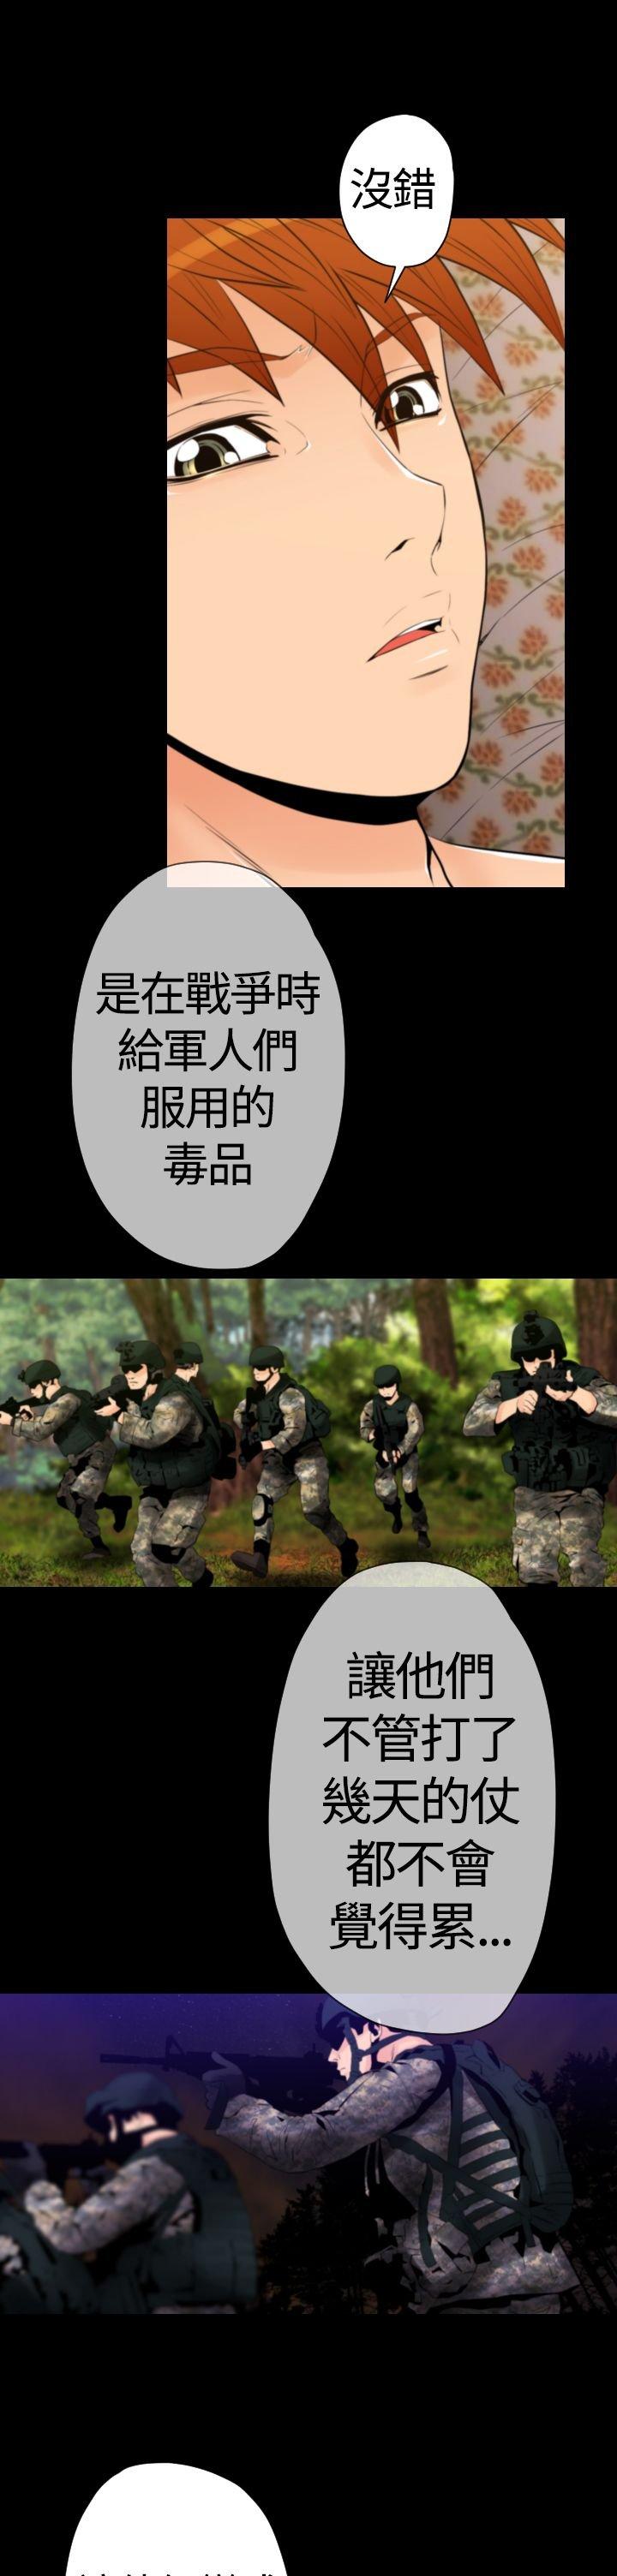 沒錯
是在戰爭時
給軍人們
服用的
毒品
讓他們
不管打了
幾天的仗
都不會
覺得累...